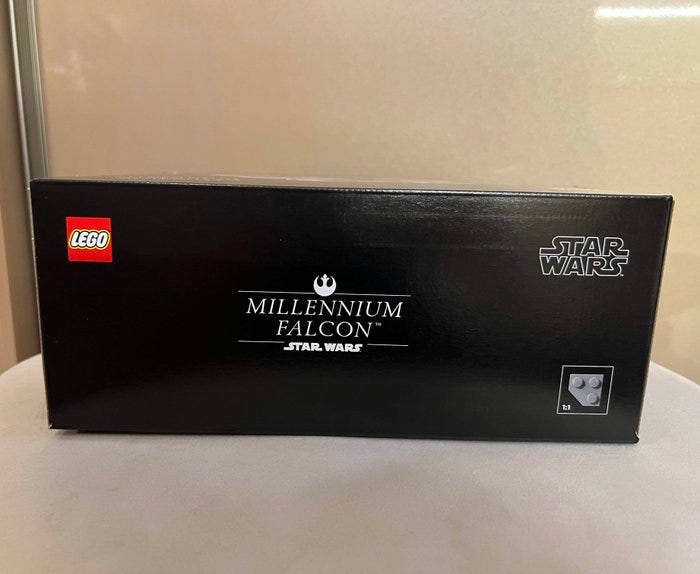 LEGO
STAR
WARS
MILLENNIUM
FALCON™
STAR WARS
1:1